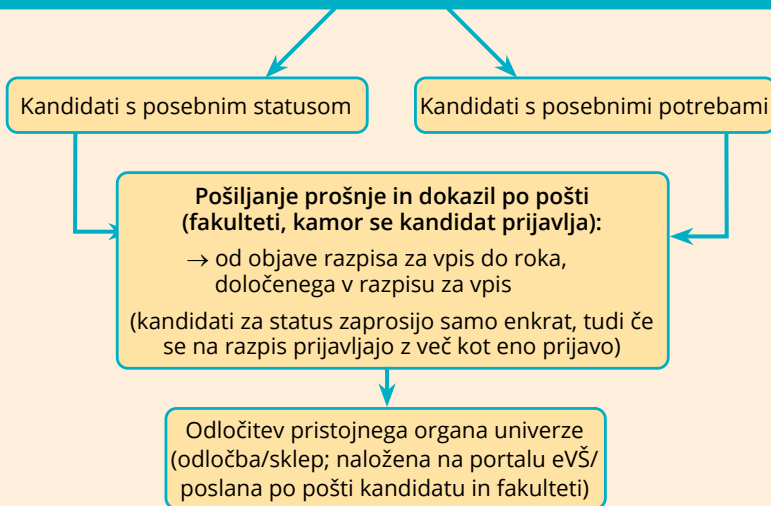 Kandidati s posebnim statusom
Kandidati s posebnimi potrebami
Pošiljanje prošnje in dokazil po pošti
(fakulteti, kamor se kandidat prijavlja):
→ od objave razpisa za vpis do roka,
določenega v razpisu za vpis
(kandidati za status zaprosijo samo enkrat, tudi če
se na razpis prijavljajo z več kot eno prijavo)
Odločitev pristojnega organa univerze
(odločba/sklep; naložena na portalu eVŠ/
poslana po pošti kandidatu in fakulteti)